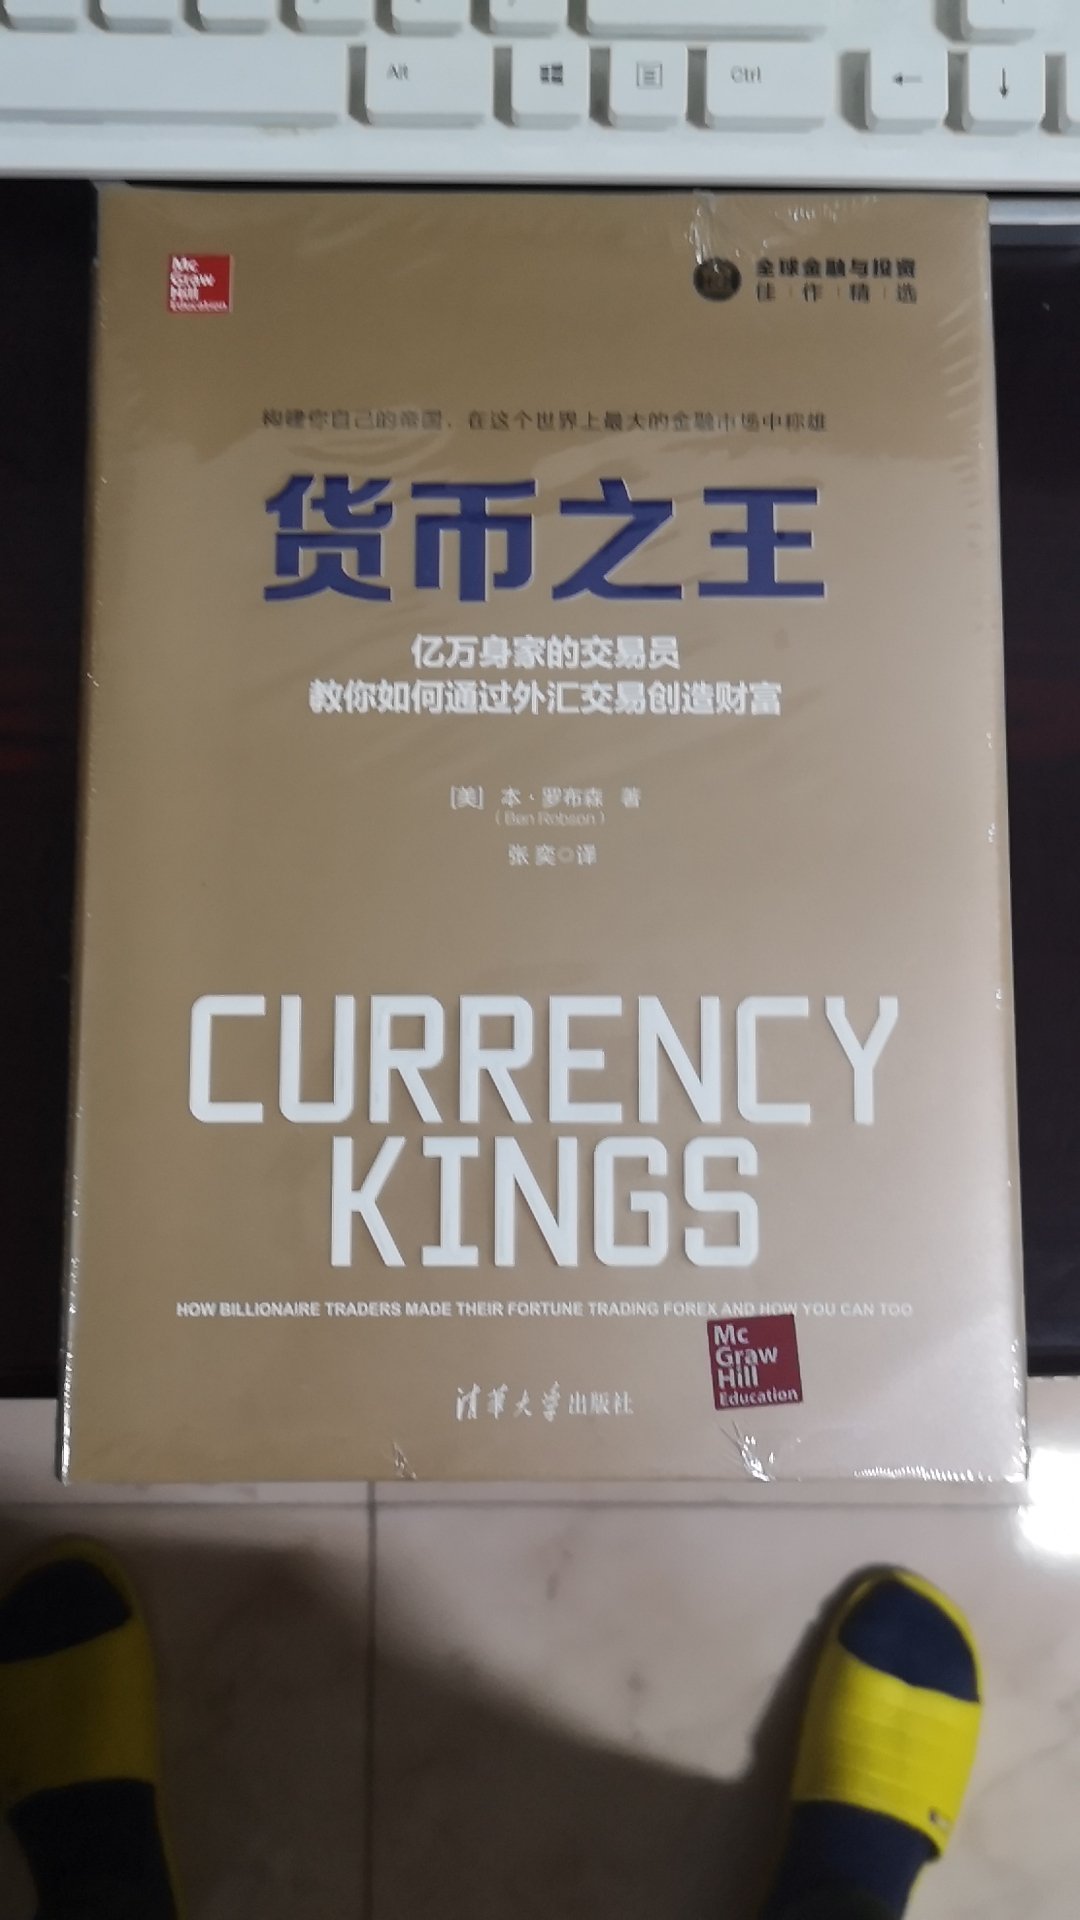 Alt
Ctrl
←
↓
Mc
Graw
Hill
Education
全球金融与投资
佳作精选
构建你自己的帝国，在这个世界上最大的金融市场中称雄
货币之王
亿万身家的交易员
教你如何通过外汇交易创造财富
[美] 本·罗布森 著
(Ben Robson)
张奕◎译
CURRENCY
KINGS
HOW BILLIONAIRE TRADERS MADE THEIR FORTUNE TRADING FOREX AND HOW YOU CAN TOO
Mc
Graw
Hill
Education
清华大学出版社